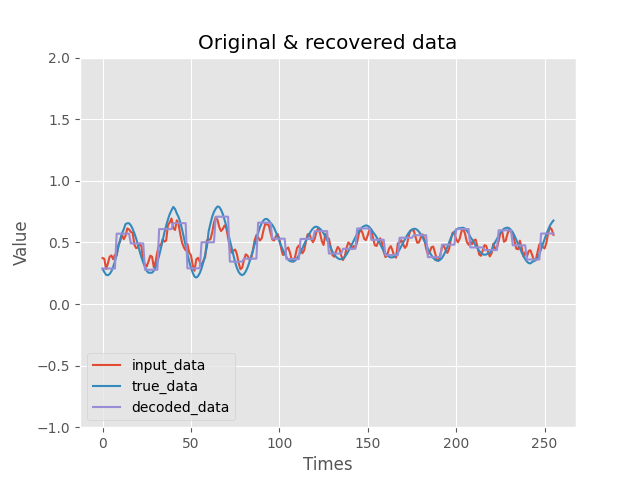 Original & recovered data
2.0
1.5
1.0
0.5
0.0
−0.5
−1.0
Value
input_data
true_data
decoded_data
0 50 100 150 200 250
Times